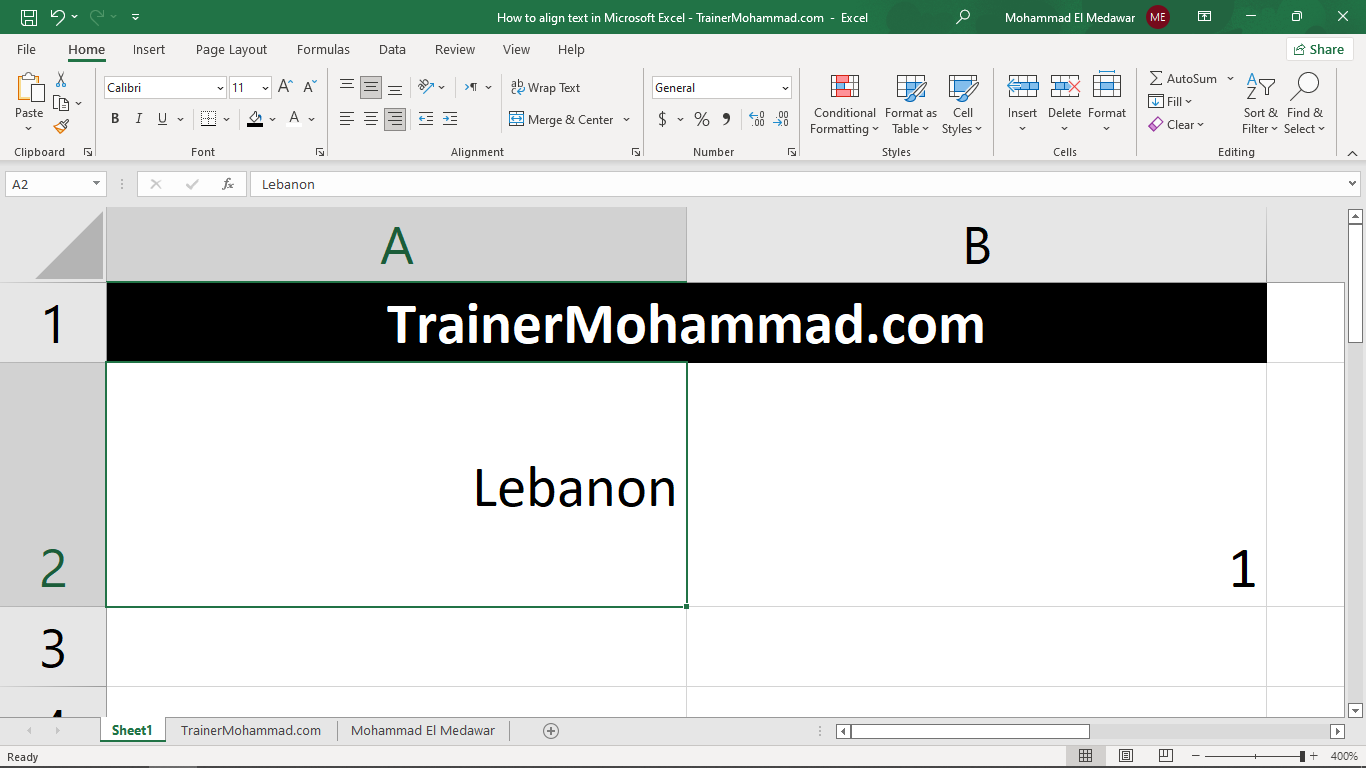 How to align text in Microsoft Excel - TrainerMohammad.com - Excel
Mohammad El Medawar ME
File Home Insert Page Layout Formulas Data Review View Help Share
Paste
Clipboard
Calibri 11
B I U A
Font
ab Wrap Text
Merge & Center
Alignment
General
$ % 9 .00 .00
Number
Conditional Formatting
Format as Table
Cell Styles
Styles
Insert Delete Format
Cells
AutoSum
Fill
Clear
Sort & Filter
Find & Select
Editing
A2 fx Lebanon
A B
1 TrainerMohammad.com
2 Lebanon 1
3
4
Sheet1 TrainerMohammad.com Mohammad El Medawar
Ready 400%